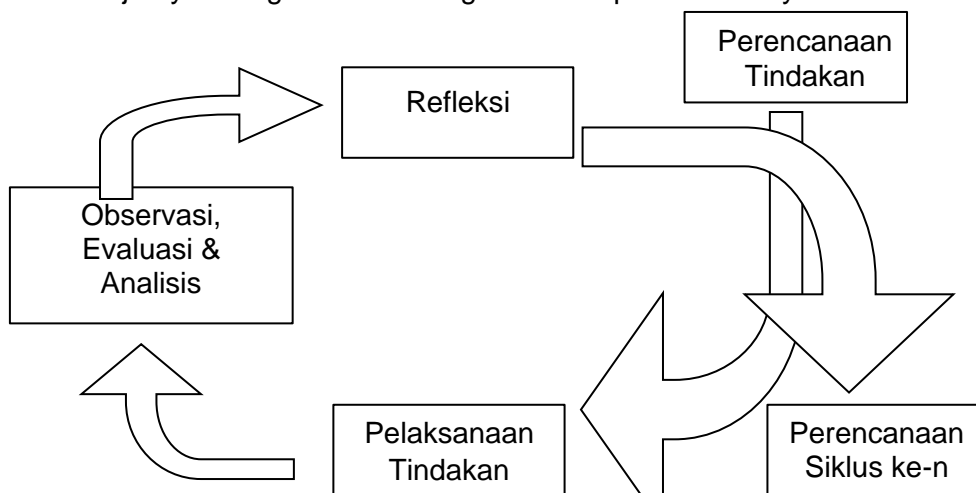 Perencanaan
Tindakan
Refleksi
Observasi,
Evaluasi &
Analisis
Pelaksanaan
Tindakan
Perencanaan
Siklus ke-n